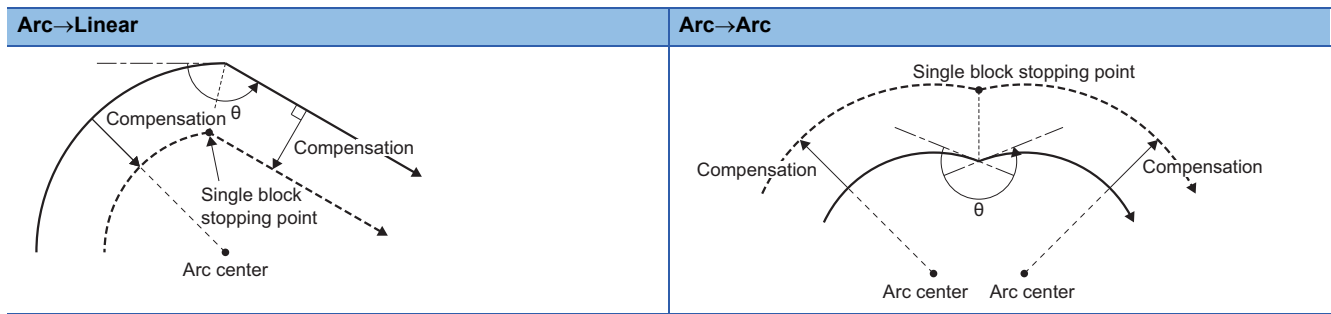 Arc→Linear
Arc→Arc
θ
Compensation
Compensation
Single block
stopping point
Arc center
Single block stopping point
Compensation
Compensation
θ
Arc center
Arc center